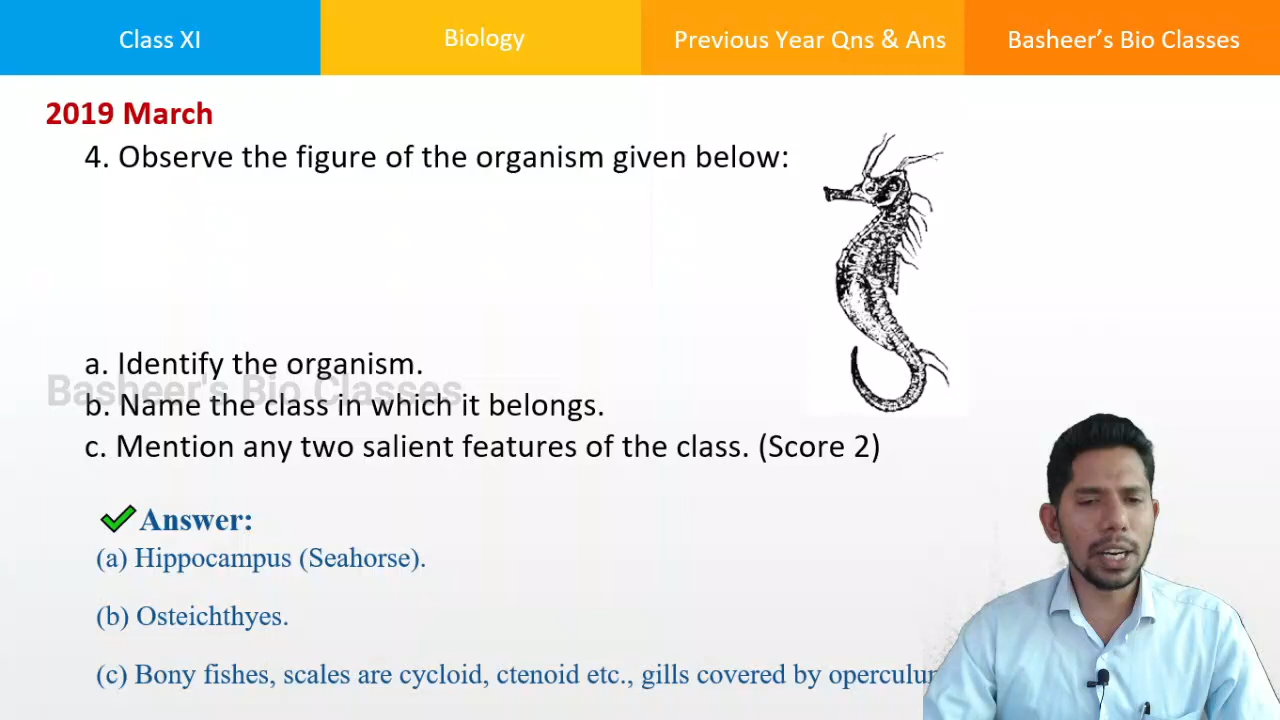 Class XI
Biology
Previous Year Qns & Ans
Basheer's Bio Classes
2019 March
4. Observe the figure of the organism given below:
a. Identify the organism.
Basheer's Bio Classes
b. Name the class in which it belongs.
c. Mention any two salient features of the class. (Score 2)
Answer:
(a) Hippocampus (Seahorse).
(b) Osteichthyes.
(c) Bony fishes, scales are cycloid, ctenoid etc., gills covered by